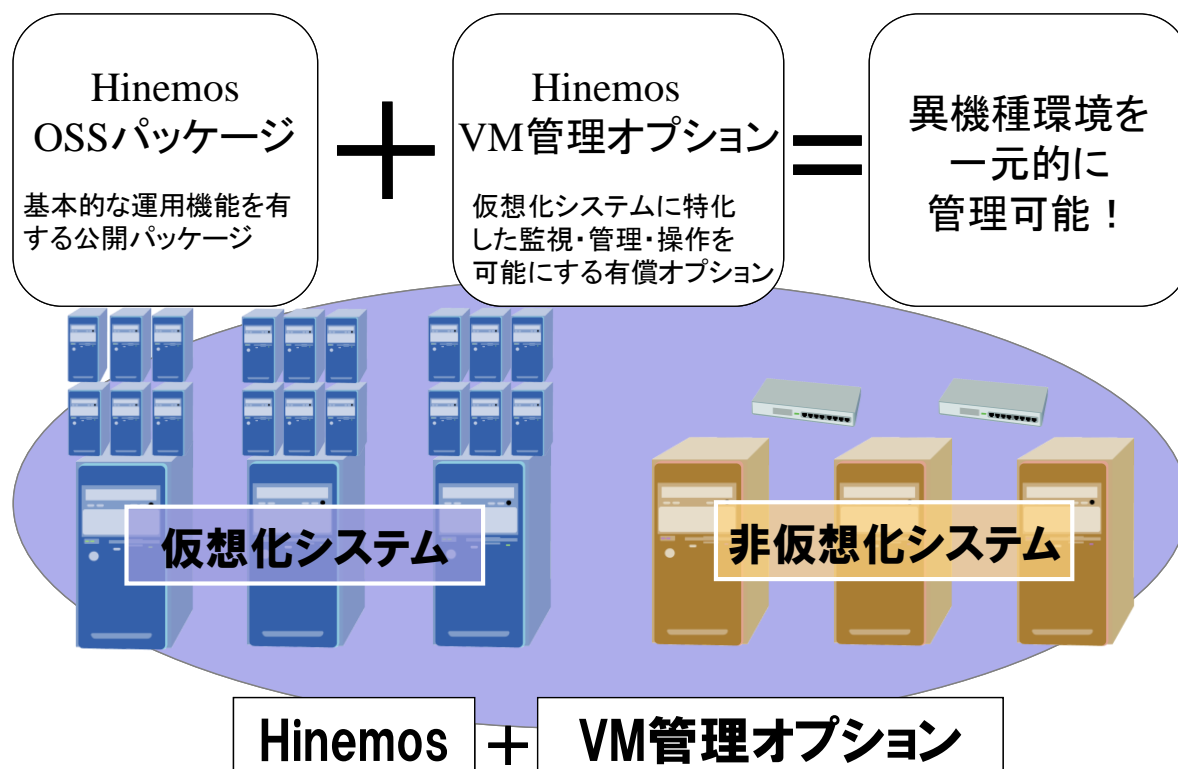 Hinemos
OSSパッケージ
基本的な運用機能を有
する公開パッケージ
＋
Hinemos
VM管理オプション
仮想化システムに特化
した監視・管理・操作を
可能にする有償オプション
＝
異機種環境を
一元的に
管理可能！
仮想化システム
非仮想化システム
Hinemos + VM管理オプション